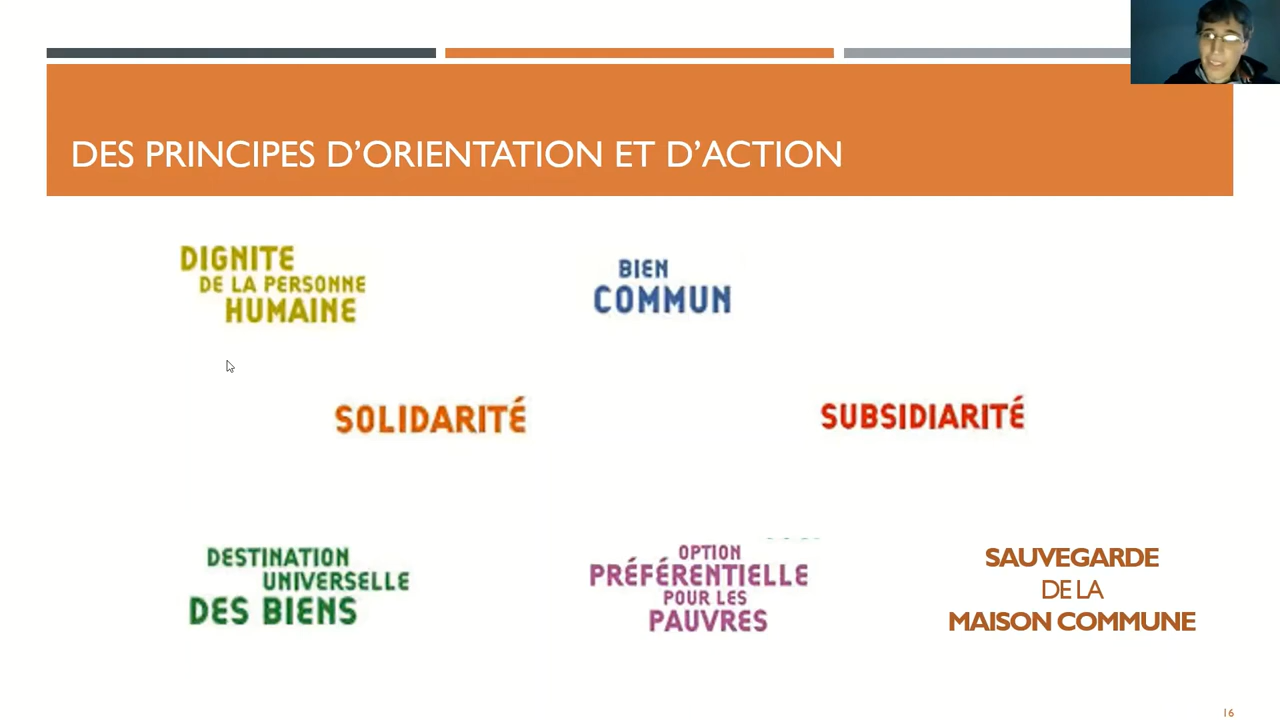 DES PRINCIPES D’ORIENTATION ET D’ACTION
DIGNITE
DE LA PERSONNE
HUMAINE
BIEN
COMMUN
SOLIDARITÉ
SUBSIDIARITÉ
DESTINATION
UNIVERSELLE
DES BIENS
OPTION
PRÉFÉRENTIELLE
POUR LES
PAUVRES
SAUVEGARDE
DE LA
MAISON COMMUNE
16